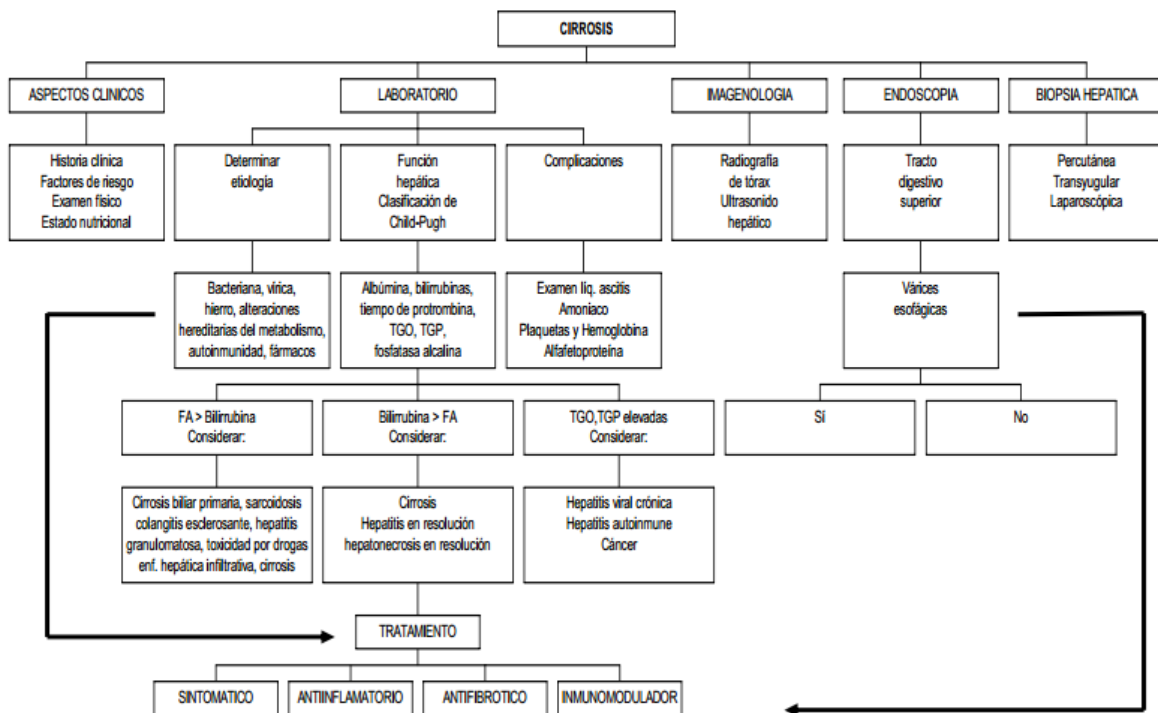 CIRROSIS
ASPECTOS CLINICOS
LABORATORIO
IMAGENOLOGIA
ENDOSCOPIA
BIOPSIA HEPATICA
Historia clínica
Factores de riesgo
Examen físico
Estado nutricional
Determinar
etiología
Función
hepática
Clasificación de
Child-Pugh
Complicaciones
Radiografía
de tórax
Ultrasonido
hepático
Tracto
digestivo
superior
Percutánea
Transyugular
Laparoscópica
Bacteriana, vírica,
hierro, alteraciones
hereditarias del metabolismo,
autoinmunidad, fármacos
Albúmina, bilirrubinas,
tiempo de protrombina,
TGO, TGP,
fosfatasa alcalina
Examen líq. ascitis
Amoniaco
Plaquetas y Hemoglobina
Alfafetoproteína
Várices
esofágicas
FA > Bilirrubina
Considerar:
Bilirrubina > FA
Considerar:
TGO,TGP elevadas
Considerar:
Sí
No
Cirrosis biliar primaria, sarcoidosis
colangitis esclerosante, hepatitis
granulomatosa, toxicidad por drogas
enf. hepática infiltrativa, cirrosis
Cirrosis
Hepatitis en resolución
hepatonecrosis en resolución
Hepatitis viral crónica
Hepatitis autoinmune
Cáncer
TRATAMIENTO
SINTOMATICO
ANTIINFLAMATORIO
ANTIFIBROTICO
INMUNOMODULADOR